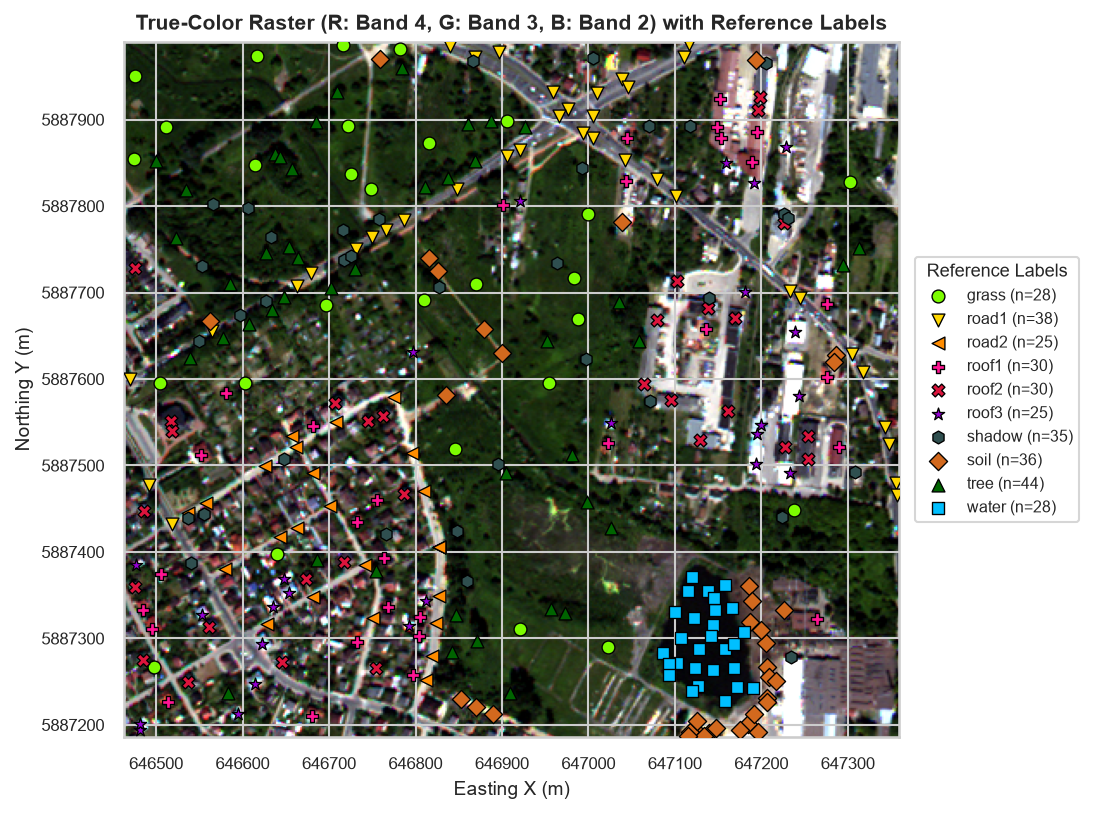 True-Color Raster (R: Band 4, G: Band 3, B: Band 2) with Reference Labels
5887900
5887800
5887700
5887600
5887500
5887400
5887300
5887200
Northing Y (m)
646500 646600 646700 646800 646900 647000 647100 647200 647300
Easting X (m)
Reference Labels
grass (n=28)
road1 (n=38)
road2 (n=25)
roof1 (n=30)
roof2 (n=30)
roof3 (n=25)
shadow (n=35)
soil (n=36)
tree (n=44)
water (n=28)